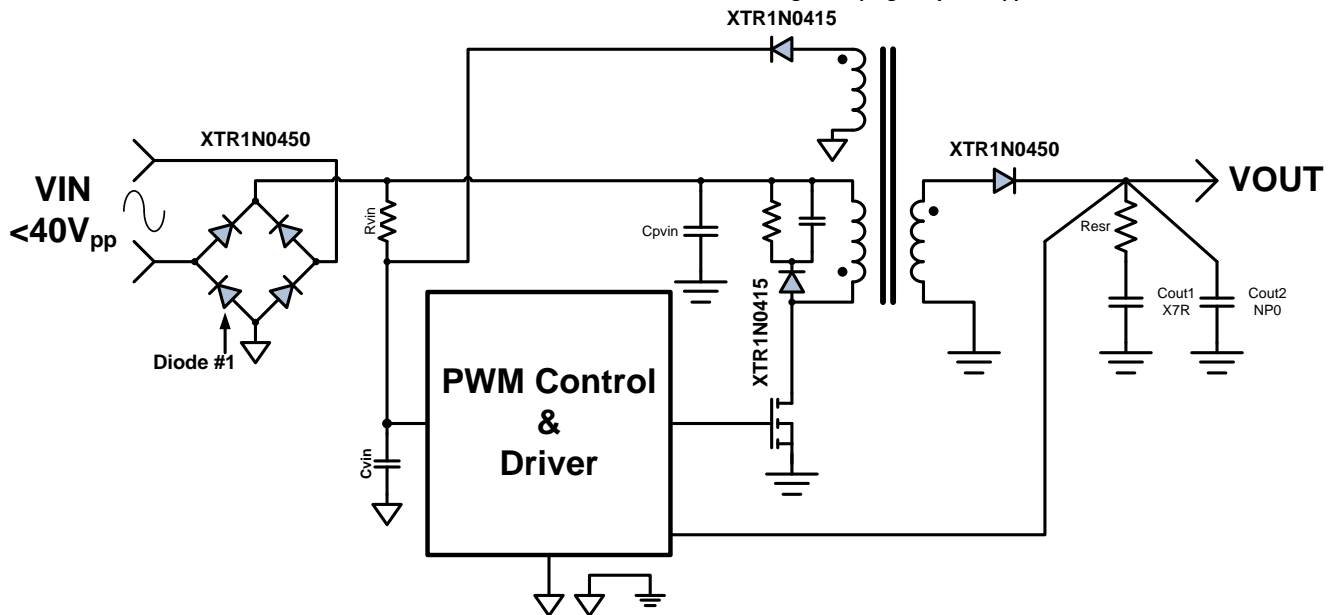 XTR1N0415
XTR1N0450
VIN
<40Vpp
Diode #1
Rvin
Cvin
PWM Control
&
Driver
Cpvin
XTR1N0415
XTR1N0450
VOUT
Resr
Cout1
X7R
Cout2
NP0